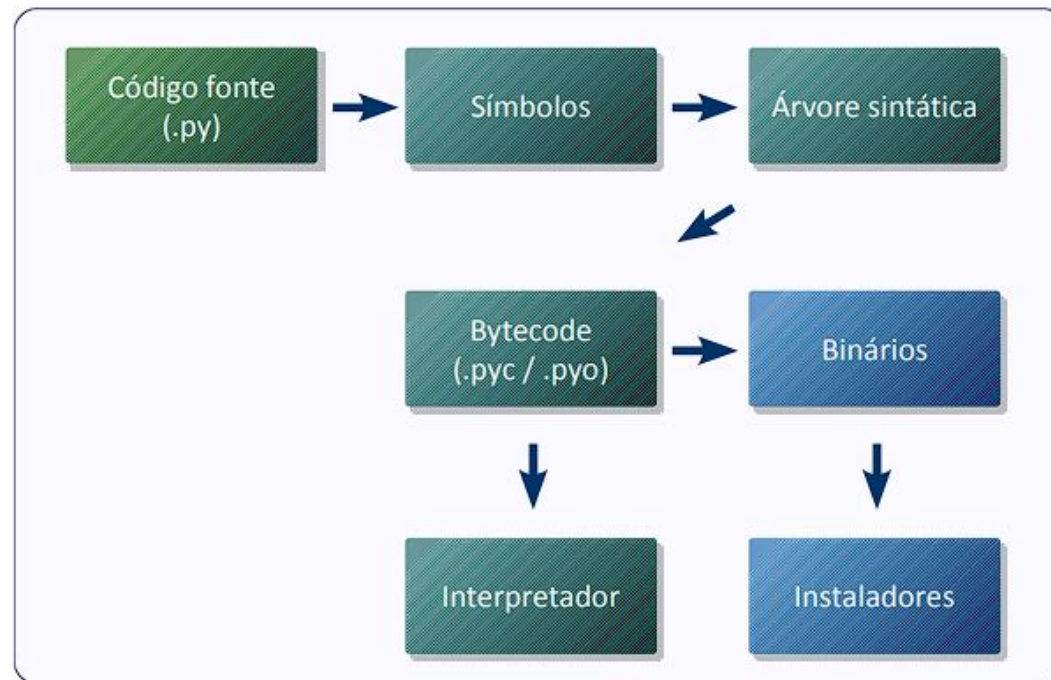 Código fonte
(.py)
Símbolos
Árvore sintática
Bytecode
(.pyc / .pyo)
Binários
Interpretador
Instaladores